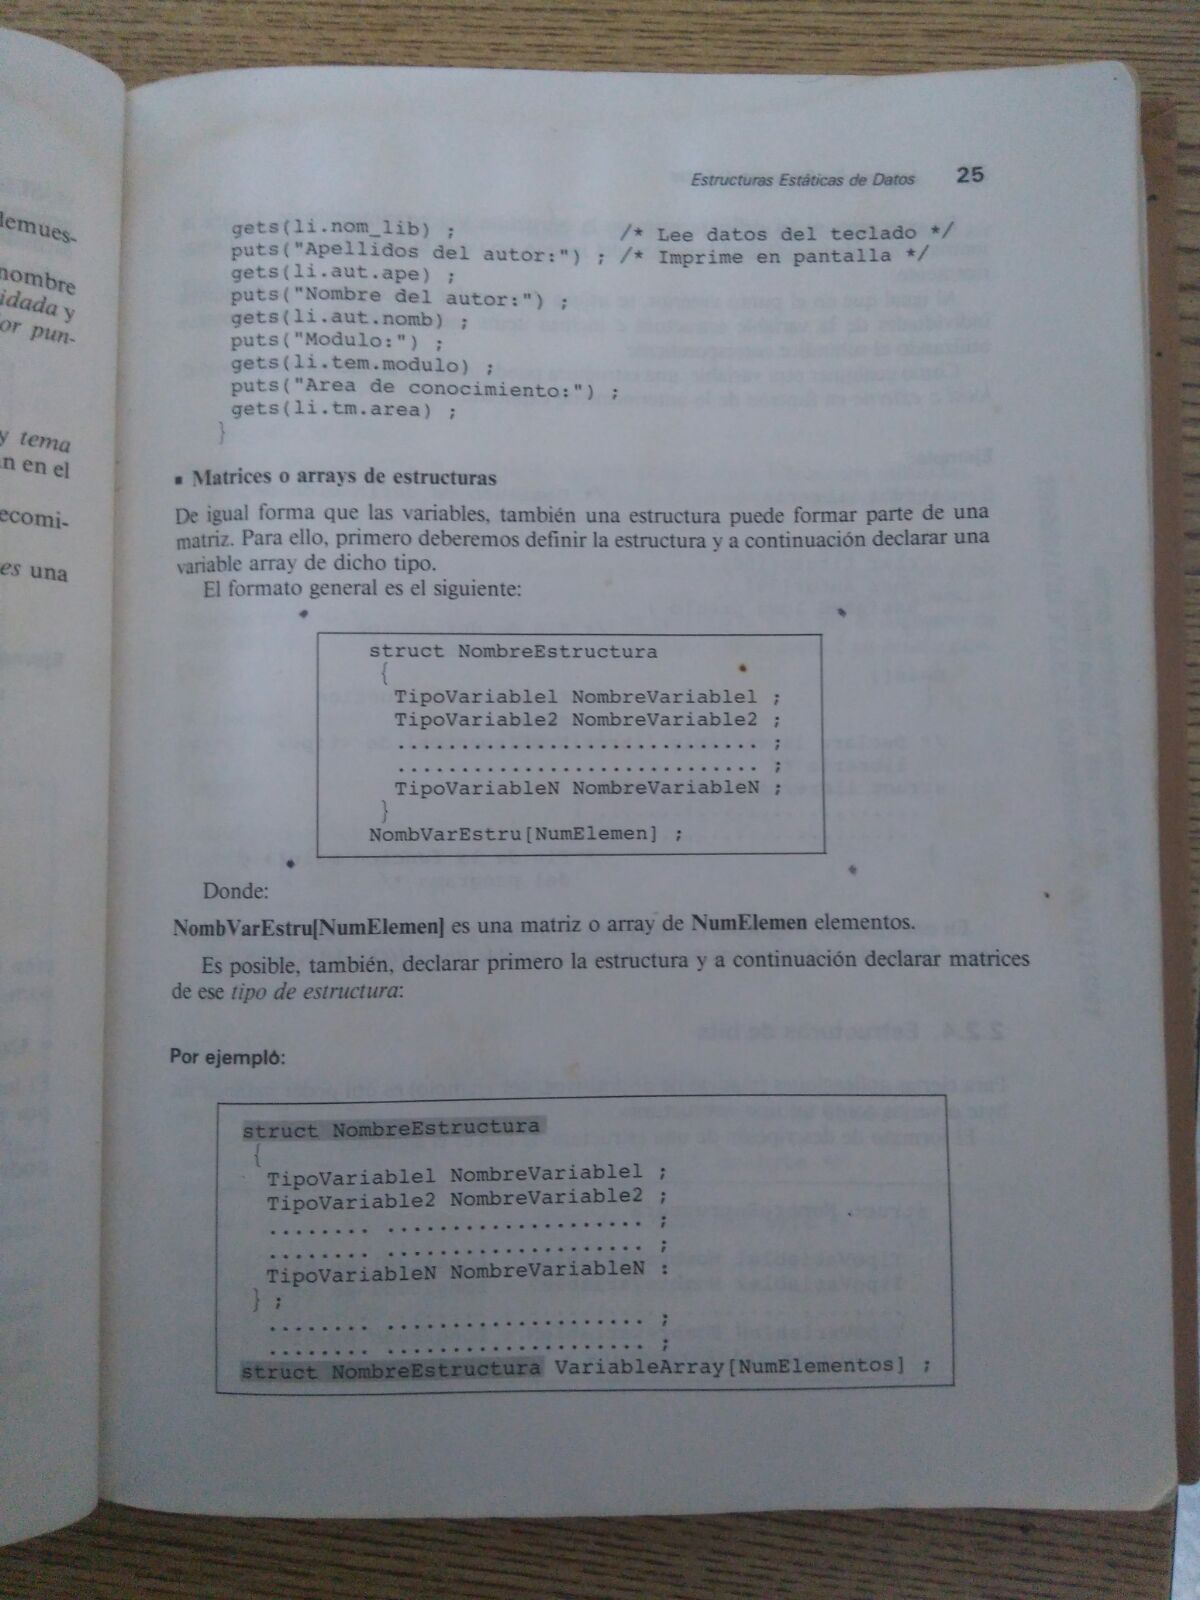 lemues-
nombre
idada y
or pun-
y tema
n en el
ecomi-
es una
Estructuras Estáticas de Datos 25
gets(li.nom_lib) ; /* Lee datos del teclado */
puts("Apellidos del autor:") ; /* Imprime en pantalla */
gets(li.aut.ape) ;
puts("Nombre del autor:") ;
gets(li.aut.nomb) ;
puts("Modulo:") ;
gets(li.tem.modulo) ;
puts("Area de conocimiento:") ;
gets(li.tm.area) ;
}
▪ Matrices o arrays de estructuras
De igual forma que las variables, también una estructura puede formar parte de una
matriz. Para ello, primero deberemos definir la estructura y a continuación declarar una
variable array de dicho tipo.
El formato general es el siguiente:
struct NombreEstructura
{
TipoVariable1 NombreVariable1 ;
TipoVariable2 NombreVariable2 ;
............................. ;
............................. ;
TipoVariableN NombreVariableN ;
}
NombVarEstru[NumElemen] ;
Donde:
NombVarEstru[NumElemen] es una matriz o array de NumElemen elementos.
Es posible, también, declarar primero la estructura y a continuación declarar matrices
de ese tipo de estructura:
Por ejemplo:
struct NombreEstructura
{
TipoVariable1 NombreVariable1 ;
TipoVariable2 NombreVariable2 ;
........ .................... ;
........ .................... ;
TipoVariableN NombreVariableN :
} ;
........ .................... ;
........ .................... ;
struct NombreEstructura VariableArray[NumElementos] ;